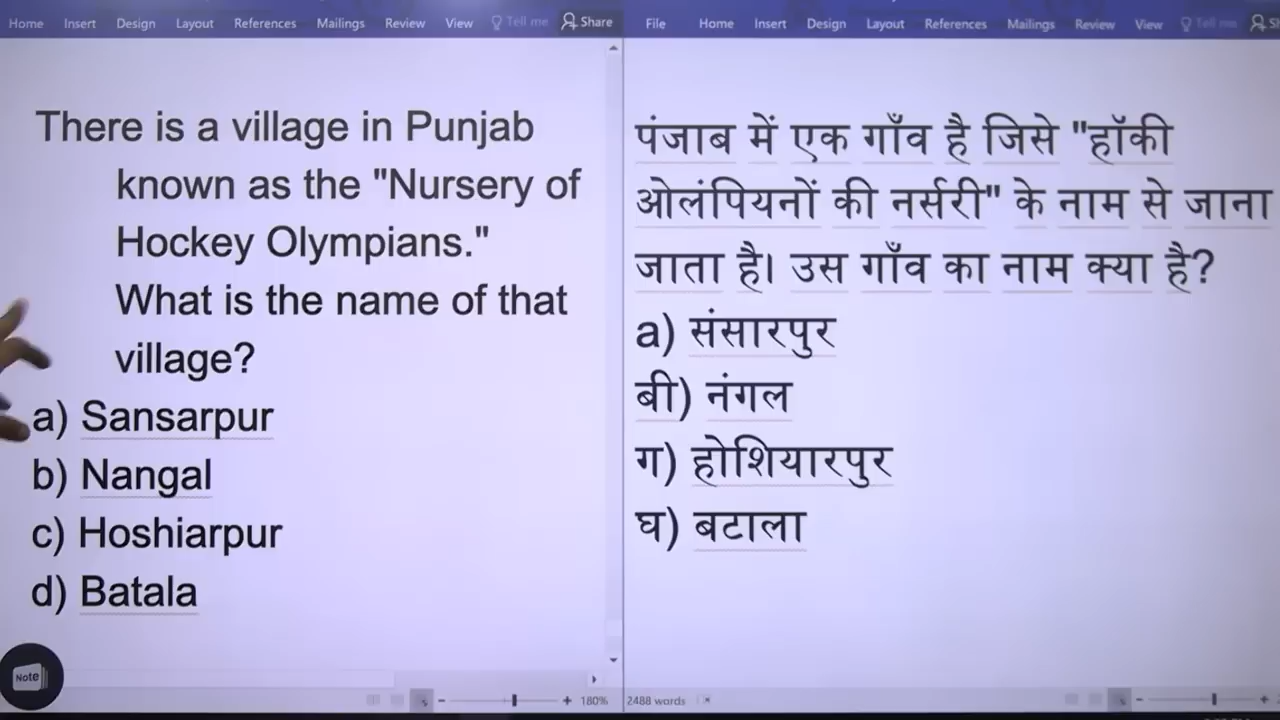 Home Insert Design Layout References Mailings Review View Tell me Share
There is a village in Punjab
known as the "Nursery of
Hockey Olympians."
What is the name of that
village?
a) Sansarpur
b) Nangal
c) Hoshiarpur
d) Batala
Note
180%
File Home Insert Design Layout References Mailings Review View Tell me
पंजाब में एक गाँव है जिसे "हॉकी
ओलंपियनों की नर्सरी" के नाम से जाना
जाता है। उस गाँव का नाम क्या है?
a) संसारपुर
बी) नंगल
ग) होशियारपुर
घ) बटाला
2488 words